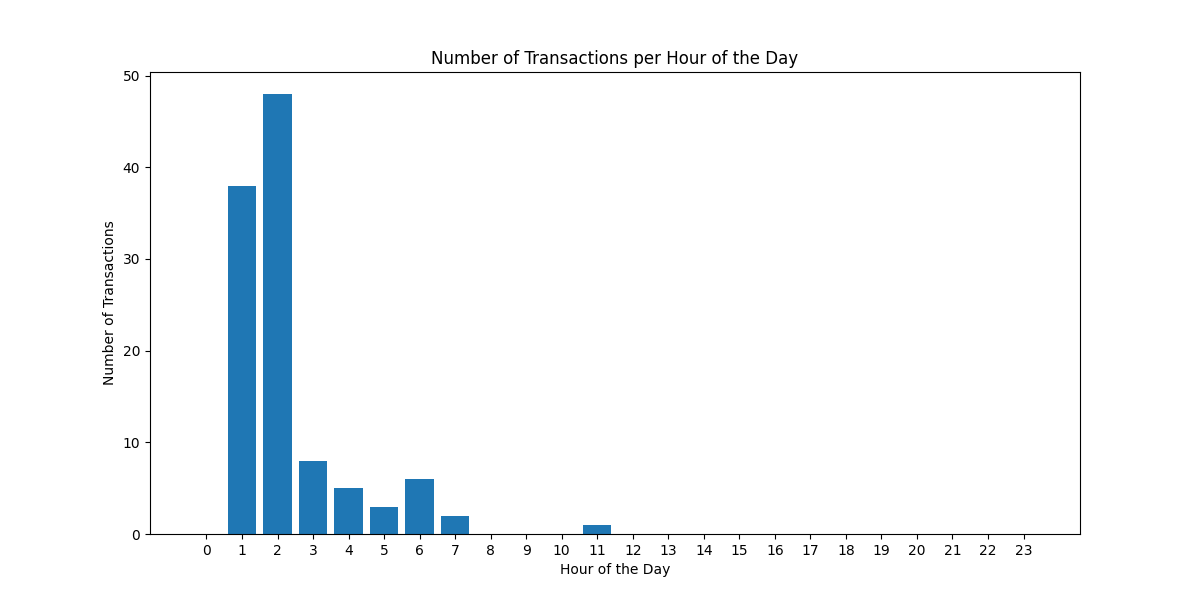 Number of Transactions per Hour of the Day
50
40
30
20
10
0
Number of Transactions
0 1 2 3 4 5 6 7 8 9 10 11 12 13 14 15 16 17 18 19 20 21 22 23
Hour of the Day